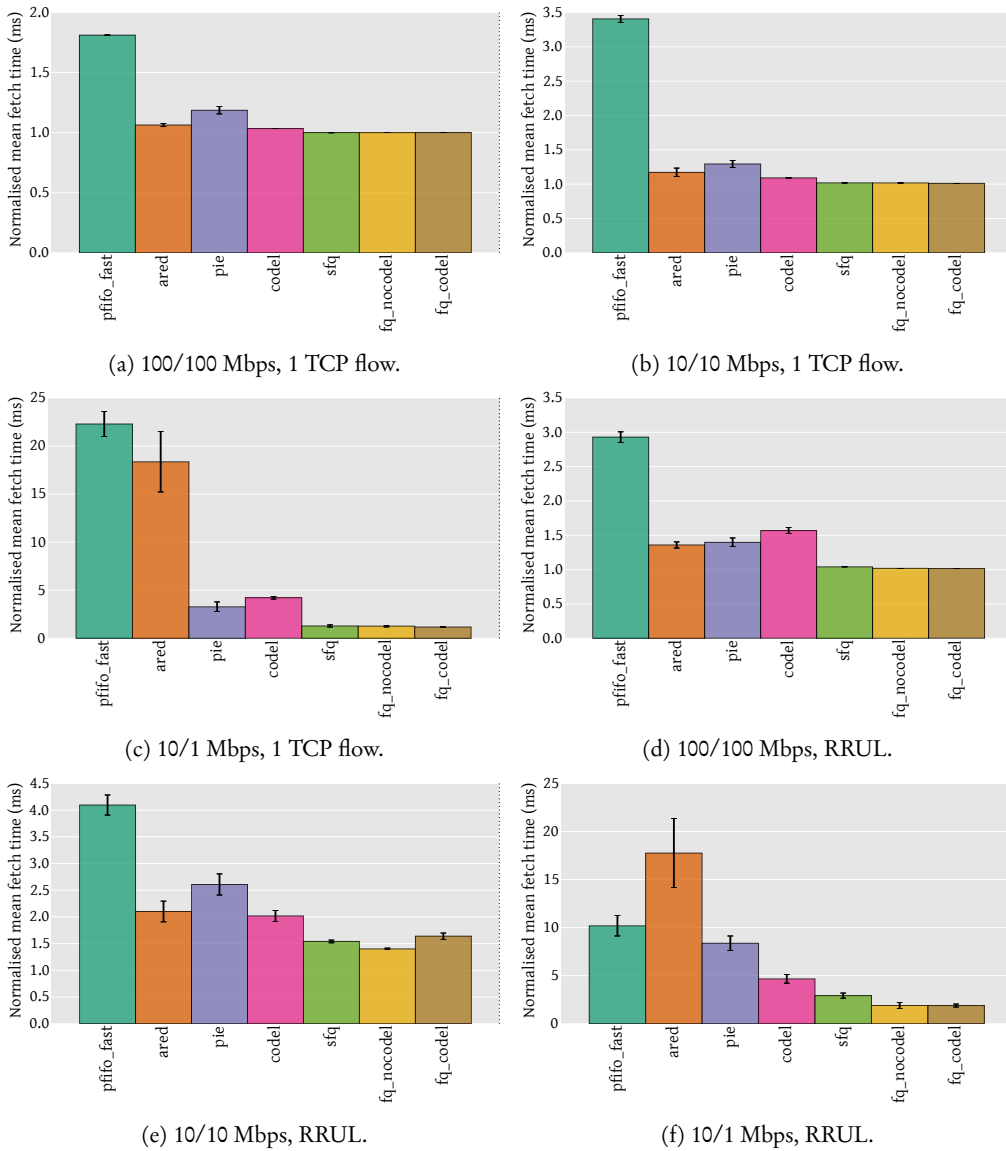 Normalised mean fetch time (ms)
2.0
1.5
1.0
0.5
0.0
pfifo_fast
ared
pie
codel
sfq
fq_nocodel
fq_codel
(a) 100/100 Mbps, 1 TCP flow.
Normalised mean fetch time (ms)
3.5
3.0
2.5
2.0
1.5
1.0
0.5
0.0
pfifo_fast
ared
pie
codel
sfq
fq_nocodel
fq_codel
(b) 10/10 Mbps, 1 TCP flow.
Normalised mean fetch time (ms)
25
20
15
10
5
0
pfifo_fast
ared
pie
codel
sfq
fq_nocodel
fq_codel
(c) 10/1 Mbps, 1 TCP flow.
Normalised mean fetch time (ms)
3.5
3.0
2.5
2.0
1.5
1.0
0.5
0.0
pfifo_fast
ared
pie
codel
sfq
fq_nocodel
fq_codel
(d) 100/100 Mbps, RRUL.
Normalised mean fetch time (ms)
4.5
4.0
3.5
3.0
2.5
2.0
1.5
1.0
0.5
0.0
pfifo_fast
ared
pie
codel
sfq
fq_nocodel
fq_codel
(e) 10/10 Mbps, RRUL.
Normalised mean fetch time (ms)
25
20
15
10
5
0
pfifo_fast
ared
pie
codel
sfq
fq_nocodel
fq_codel
(f) 10/1 Mbps, RRUL.